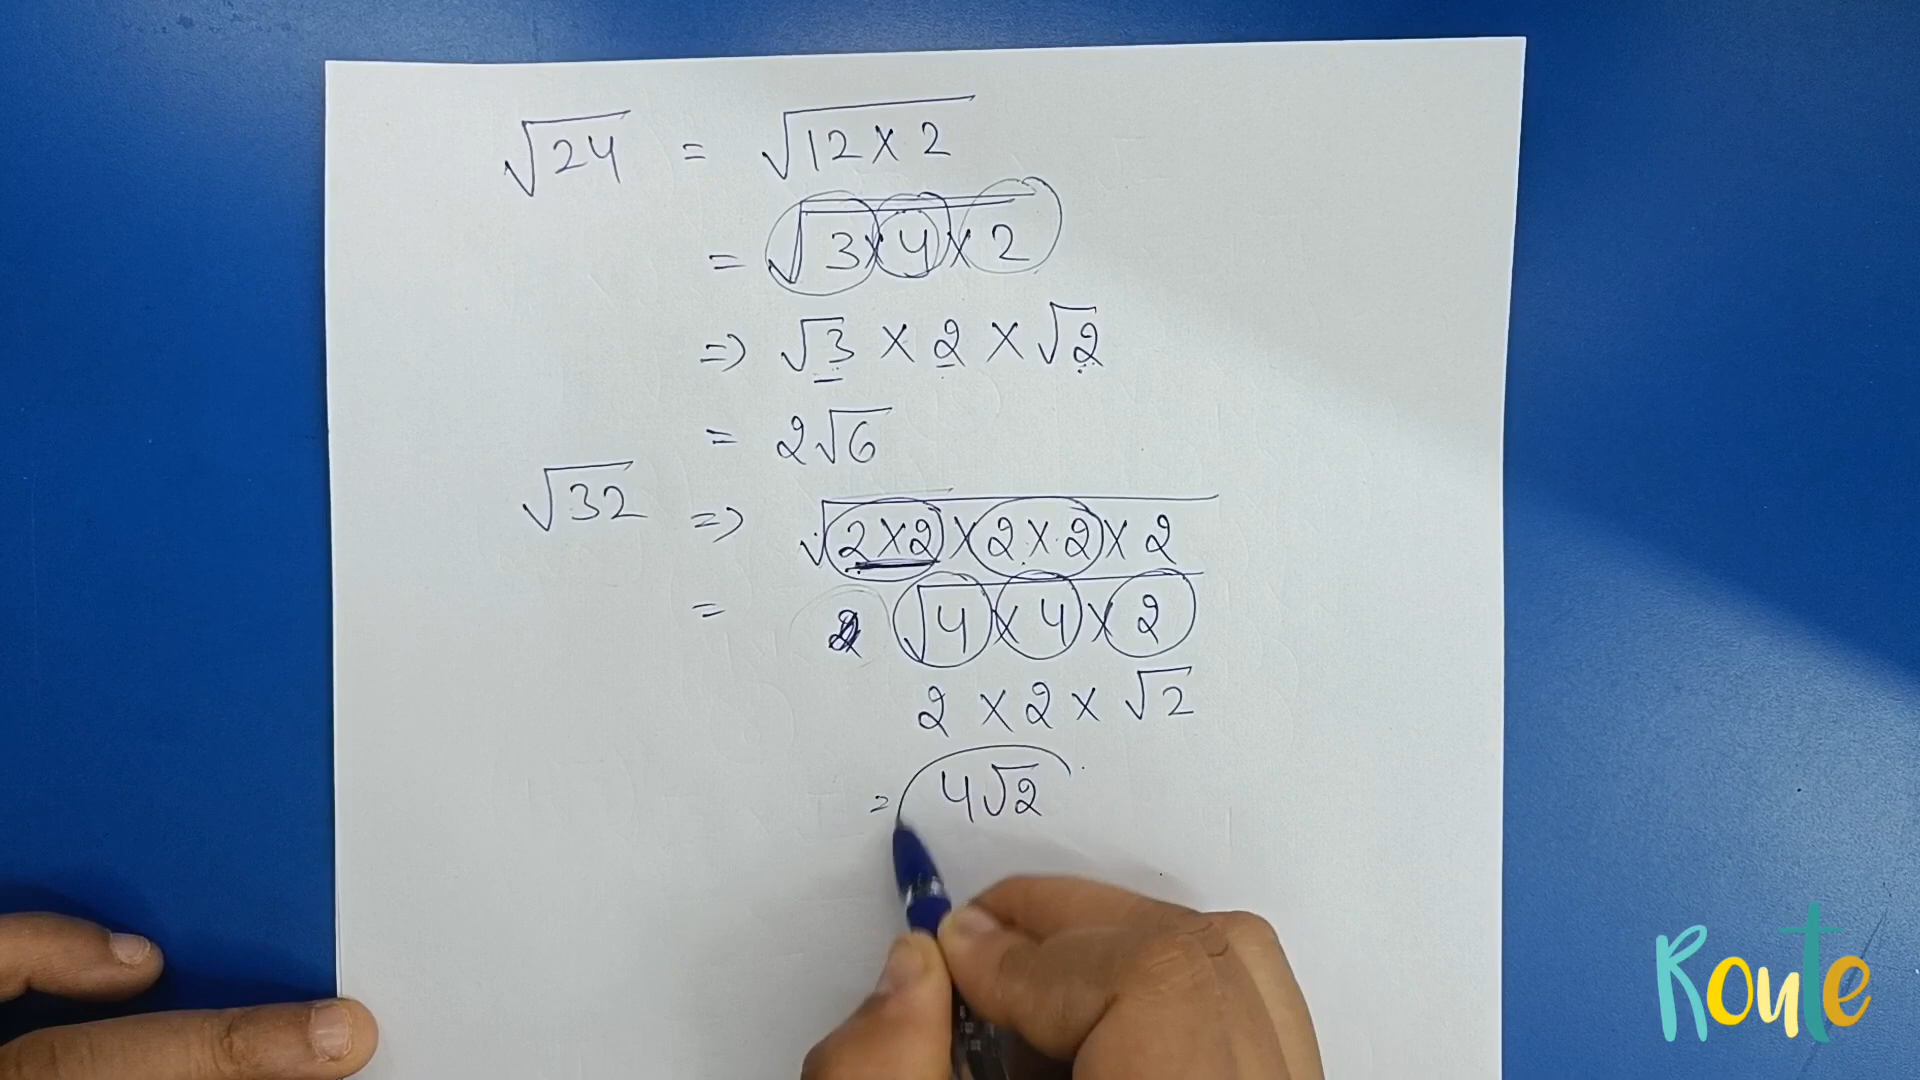 √24 = √12 × 2
= √3 × 4 × 2
=> √3 × 2 × √2
= 2√6
√32 => √2×2 × 2×2 × 2
= √4 × 4 × 2
2 × 2 × √2
= 4√2
Route